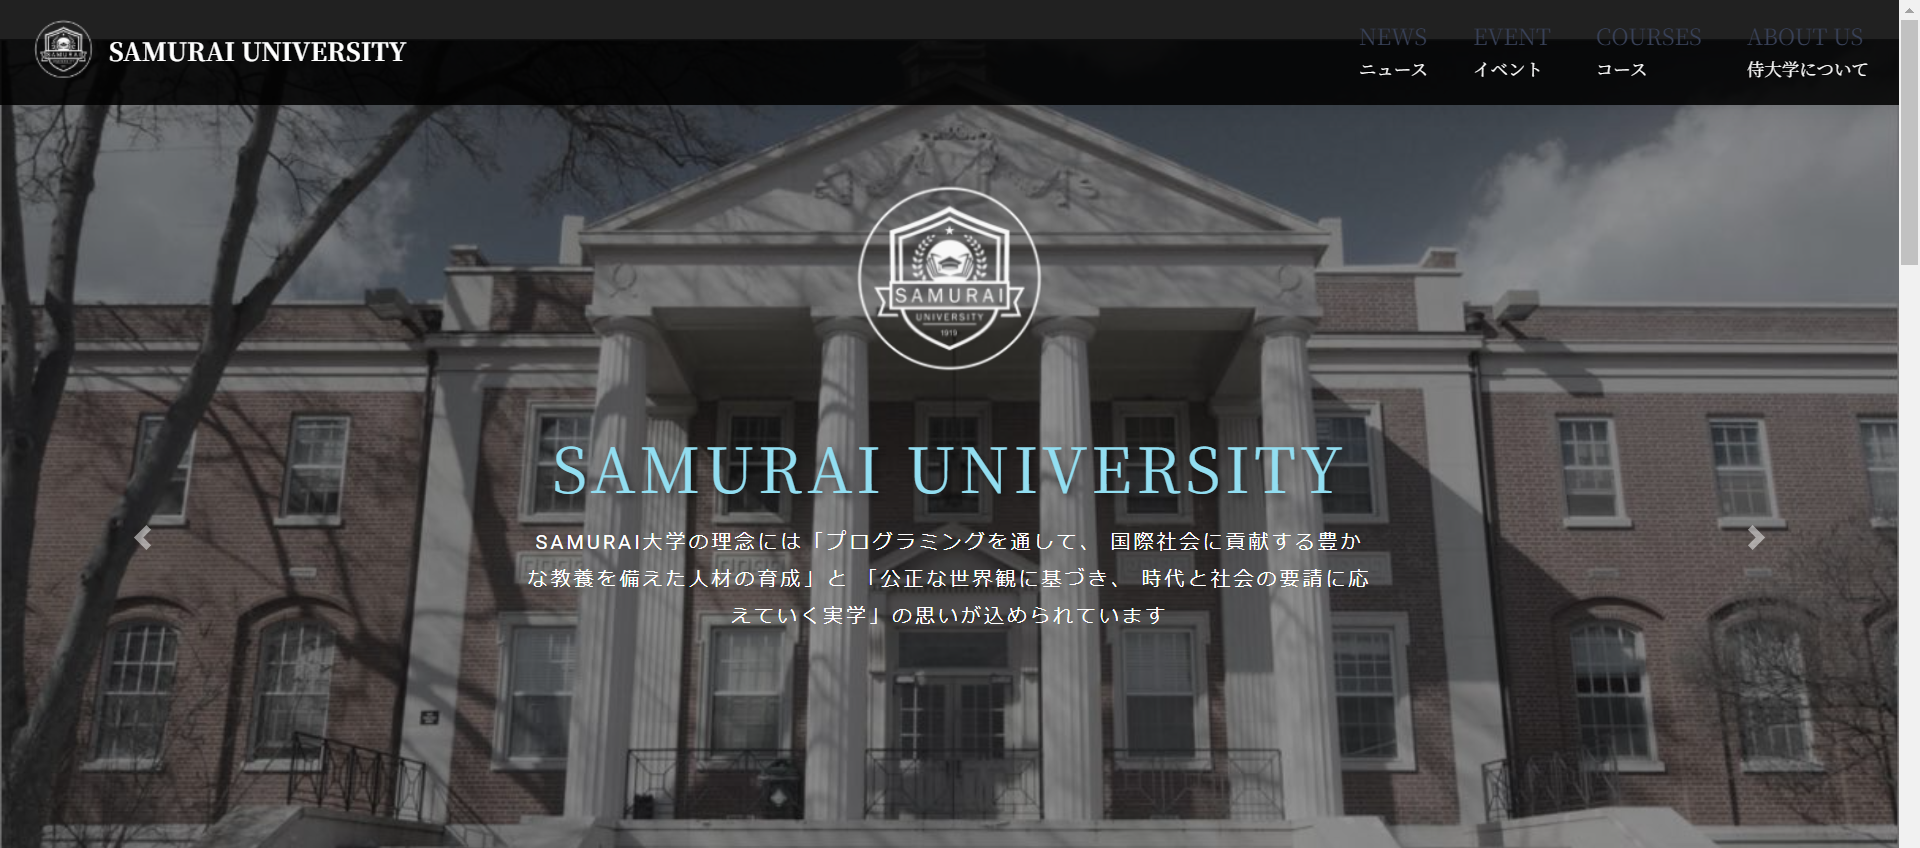 SAMURAI UNIVERSITY
NEWS
ニュース
EVENT
イベント
COURSES
コース
ABOUT US
侍大学について
SAMURAI
UNIVERSITY
1919
SAMURAI UNIVERSITY
SAMURAI大学の理念には「プログラミングを通して、 国際社会に貢献する豊か
な教養を備えた人材の育成」と 「公正な世界観に基づき、 時代と社会の要請に応
えていく実学」の思いが込められています